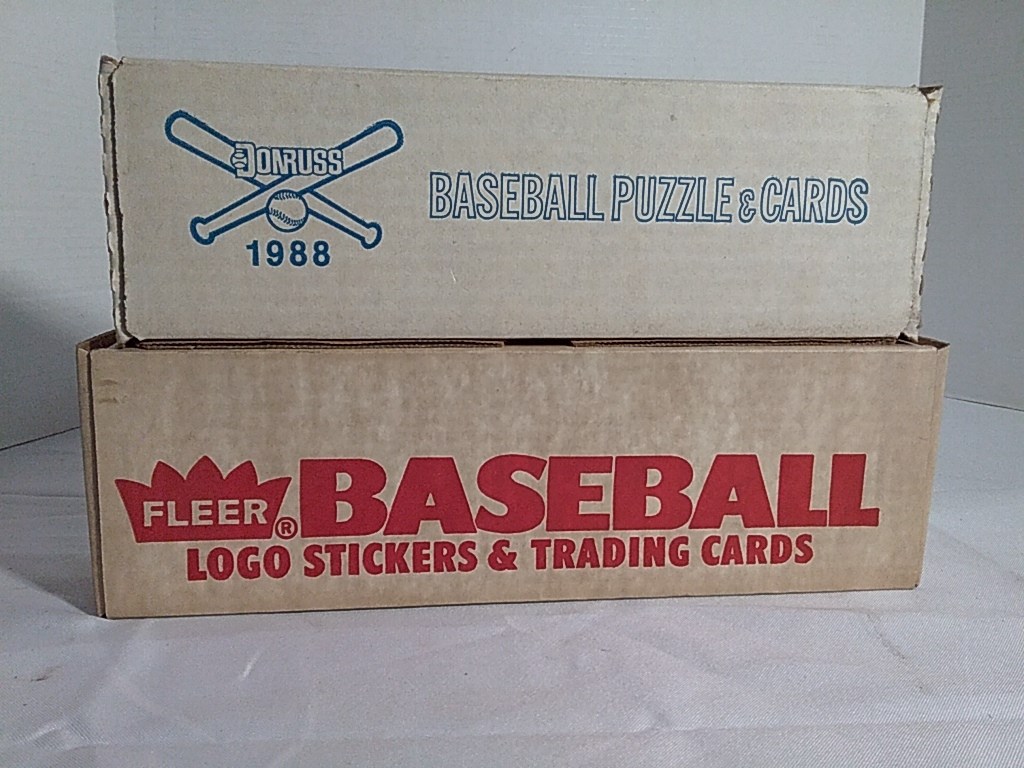 DONRUSS
1988
BASEBALL PUZZLE & CARDS
FLEER® BASEBALL
LOGO STICKERS & TRADING CARDS